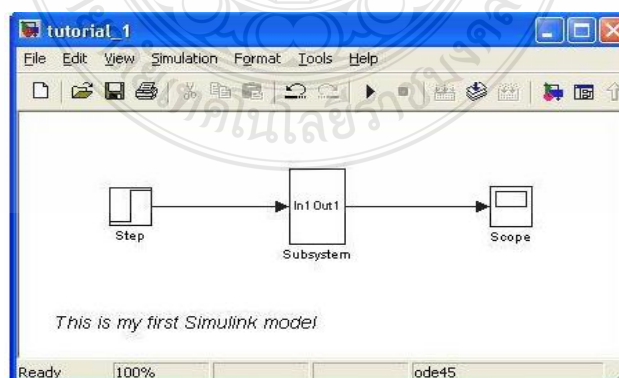 tutorial_1
File Edit View Simulation Format Tools Help
In1 Out1
Step
Subsystem
Scope
This is my first Simulink model
Ready 100% ode45